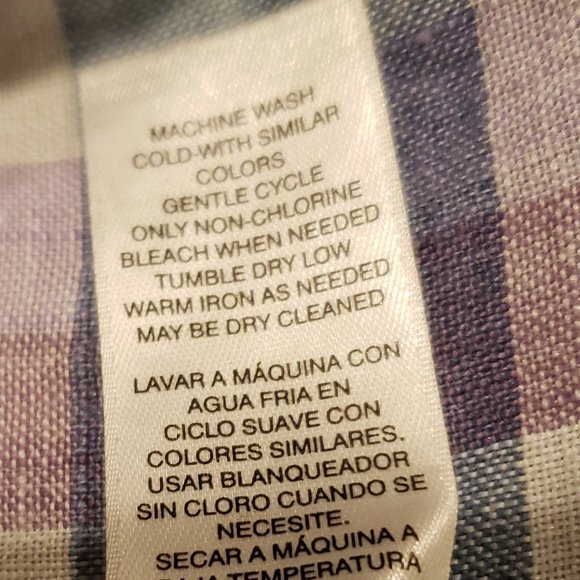 MACHINE WASH
COLD-WITH SIMILAR
COLORS
GENTLE CYCLE
ONLY NON-CHLORINE
BLEACH WHEN NEEDED
TUMBLE DRY LOW
WARM IRON AS NEEDED
MAY BE DRY CLEANED
LAVAR A MÁQUINA CON
AGUA FRIA EN
CICLO SUAVE CON
COLORES SIMILARES.
USAR BLANQUEADOR
SIN CLORO CUANDO SE
NECESITE.
SECAR A MÁQUINA A
BAJA TEMPERATURA